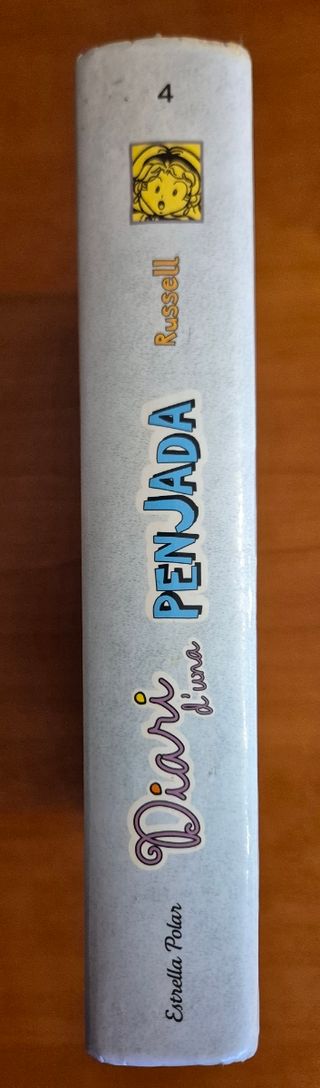 4
Russell
Diari
d'una
PENJADA
Estrella Polar